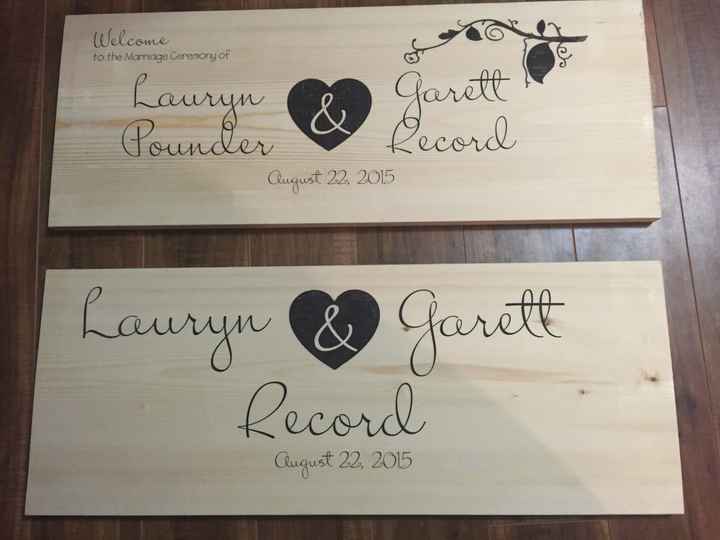 Welcome
to the Marriage Ceremony of
Lauryn & Garett
Pounder Record
August 22, 2015
Lauryn & Garett
Record
August 22, 2015